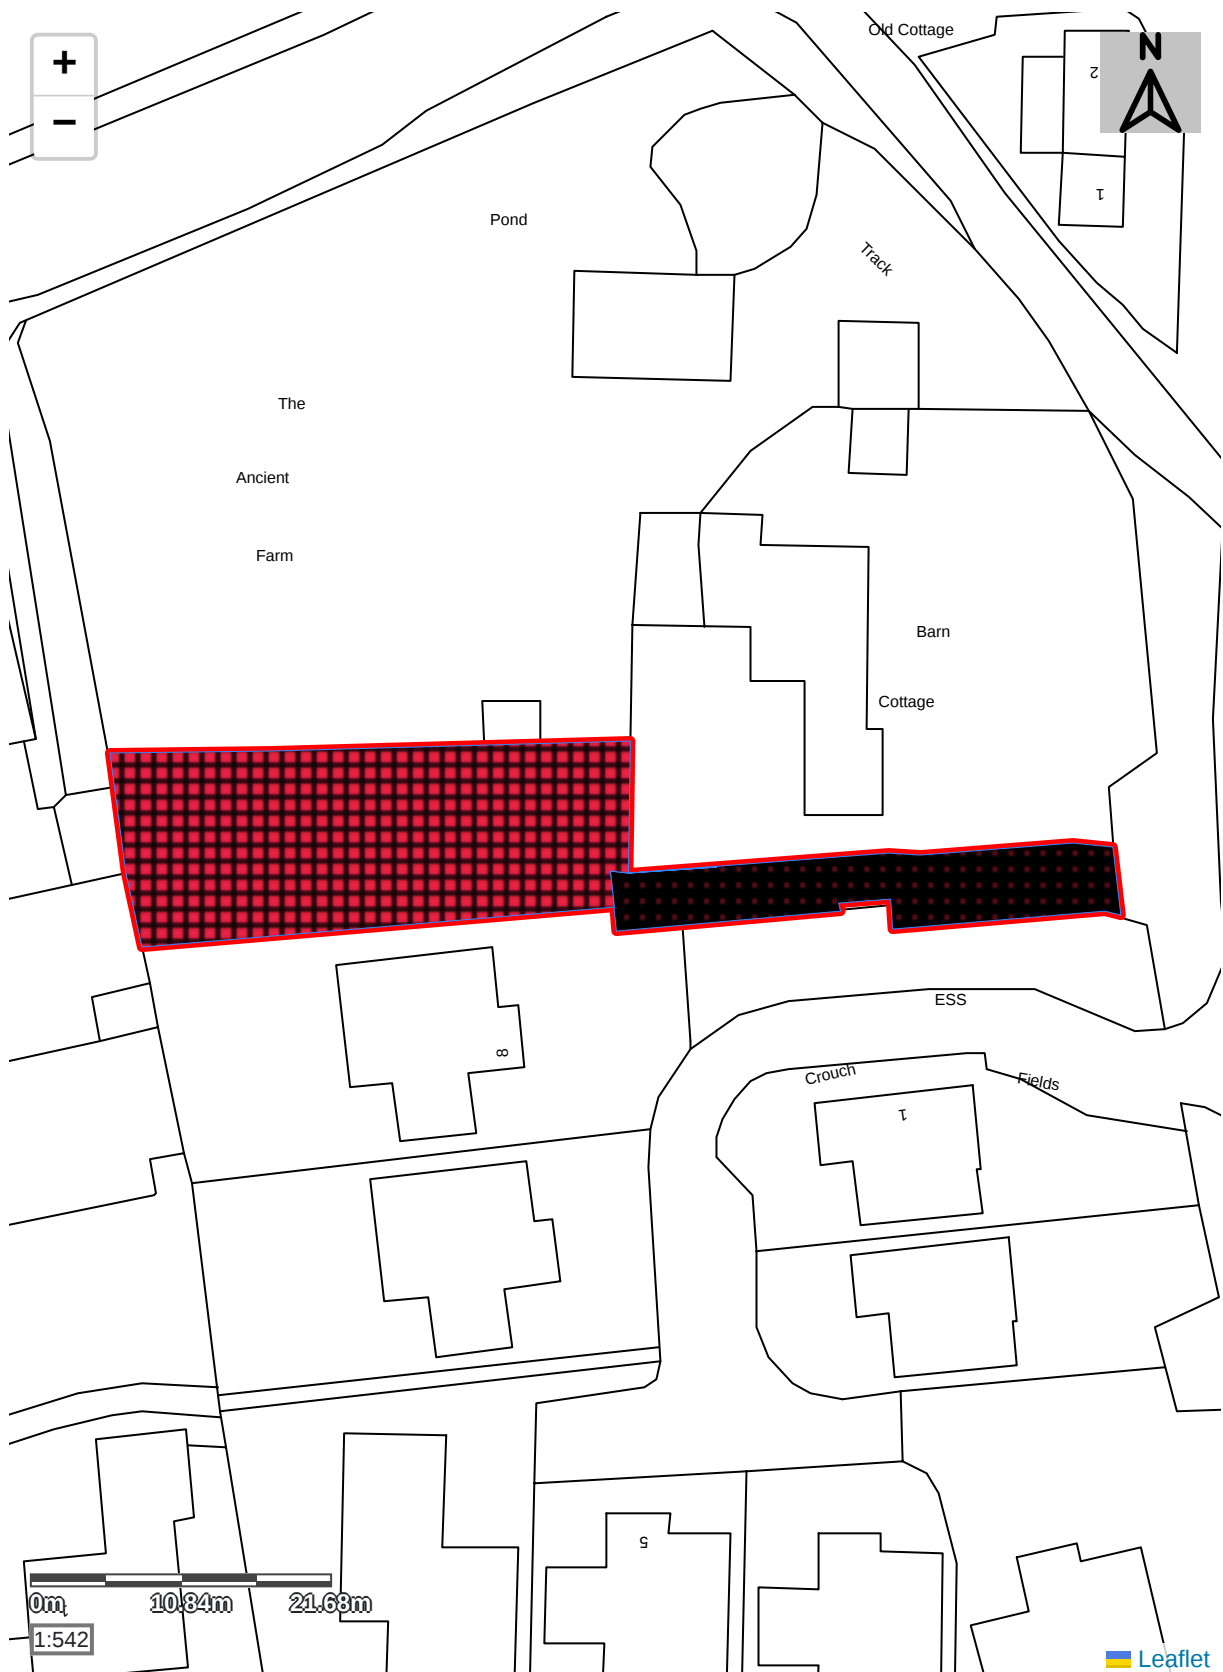 +
−
Old Cottage
N
2
1
Pond
Track
The
Ancient
Farm
Barn
Cottage
ESS
8
Crouch
Fields
1
5
0m
10.84m
21.68m
1:542
Leaflet